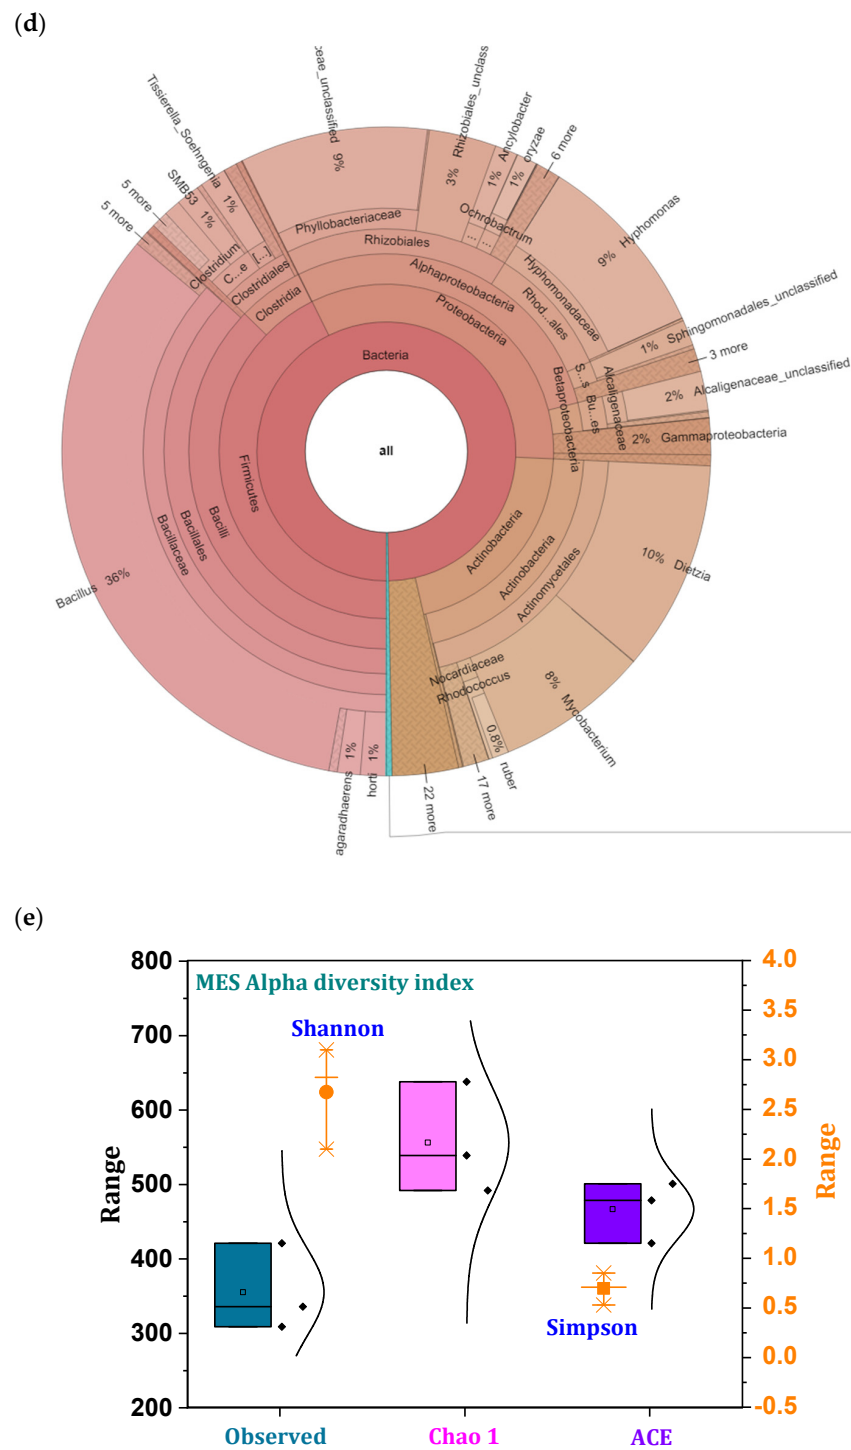 (d)
ceae_unclassified 9%
3% Rhizobiales_unclass
1% Ancylobacter
1% oryzae
6 more
Tissierella_Soehngenia 1%
SMB53 1%
5 more
5 more
Ochrobactrum
...
...
Phyllobacteriaceae
Rhizobiales
Alphaproteobacteria
Proteobacteria
Clostridium
C...e
[...]
Clostridiales
Clostridia
Hyphomonadaceae
Rhod...ales
9% Hyphomonas
1% Sphingomonadales_unclassified
3 more
S...s
Alcaligenaceae
Bu...es
Betaproteobacteria
2% Alcaligenaceae_unclassified
2% Gammaproteobacteria
Bacteria
all
Firmicutes
Bacilli
Bacillales
Bacillaceae
Bacillus 36%
Actinobacteria
Actinobacteria
Actinomycetales
10% Dietzia
Nocardiaceae
Rhodococcus
8% Mycobacterium
0.8% ruber
17 more
22 more
agaradhaerens 1%
horti 1%
(e)
MES Alpha diversity index
Shannon
Simpson
Range
800
700
600
500
400
300
200
Range
4.0
3.5
3.0
2.5
2.0
1.5
1.0
0.5
0.0
-0.5
Observed Chao 1 ACE